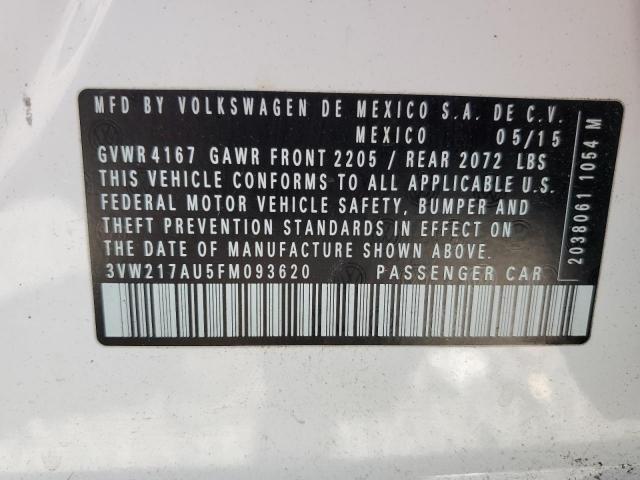 MFD BY VOLKSWAGEN DE MEXICO S.A. DE C.V.
MEXICO 05/15
GVWR 4167 GAWR FRONT 2205 / REAR 2072 LBS
THIS VEHICLE CONFORMS TO ALL APPLICABLE U.S.
FEDERAL MOTOR VEHICLE SAFETY, BUMPER AND
THEFT PREVENTION STANDARDS IN EFFECT ON
THE DATE OF MANUFACTURE SHOWN ABOVE.
3VW217AU5FM093620 PASSENGER CAR
2038061 1054 M